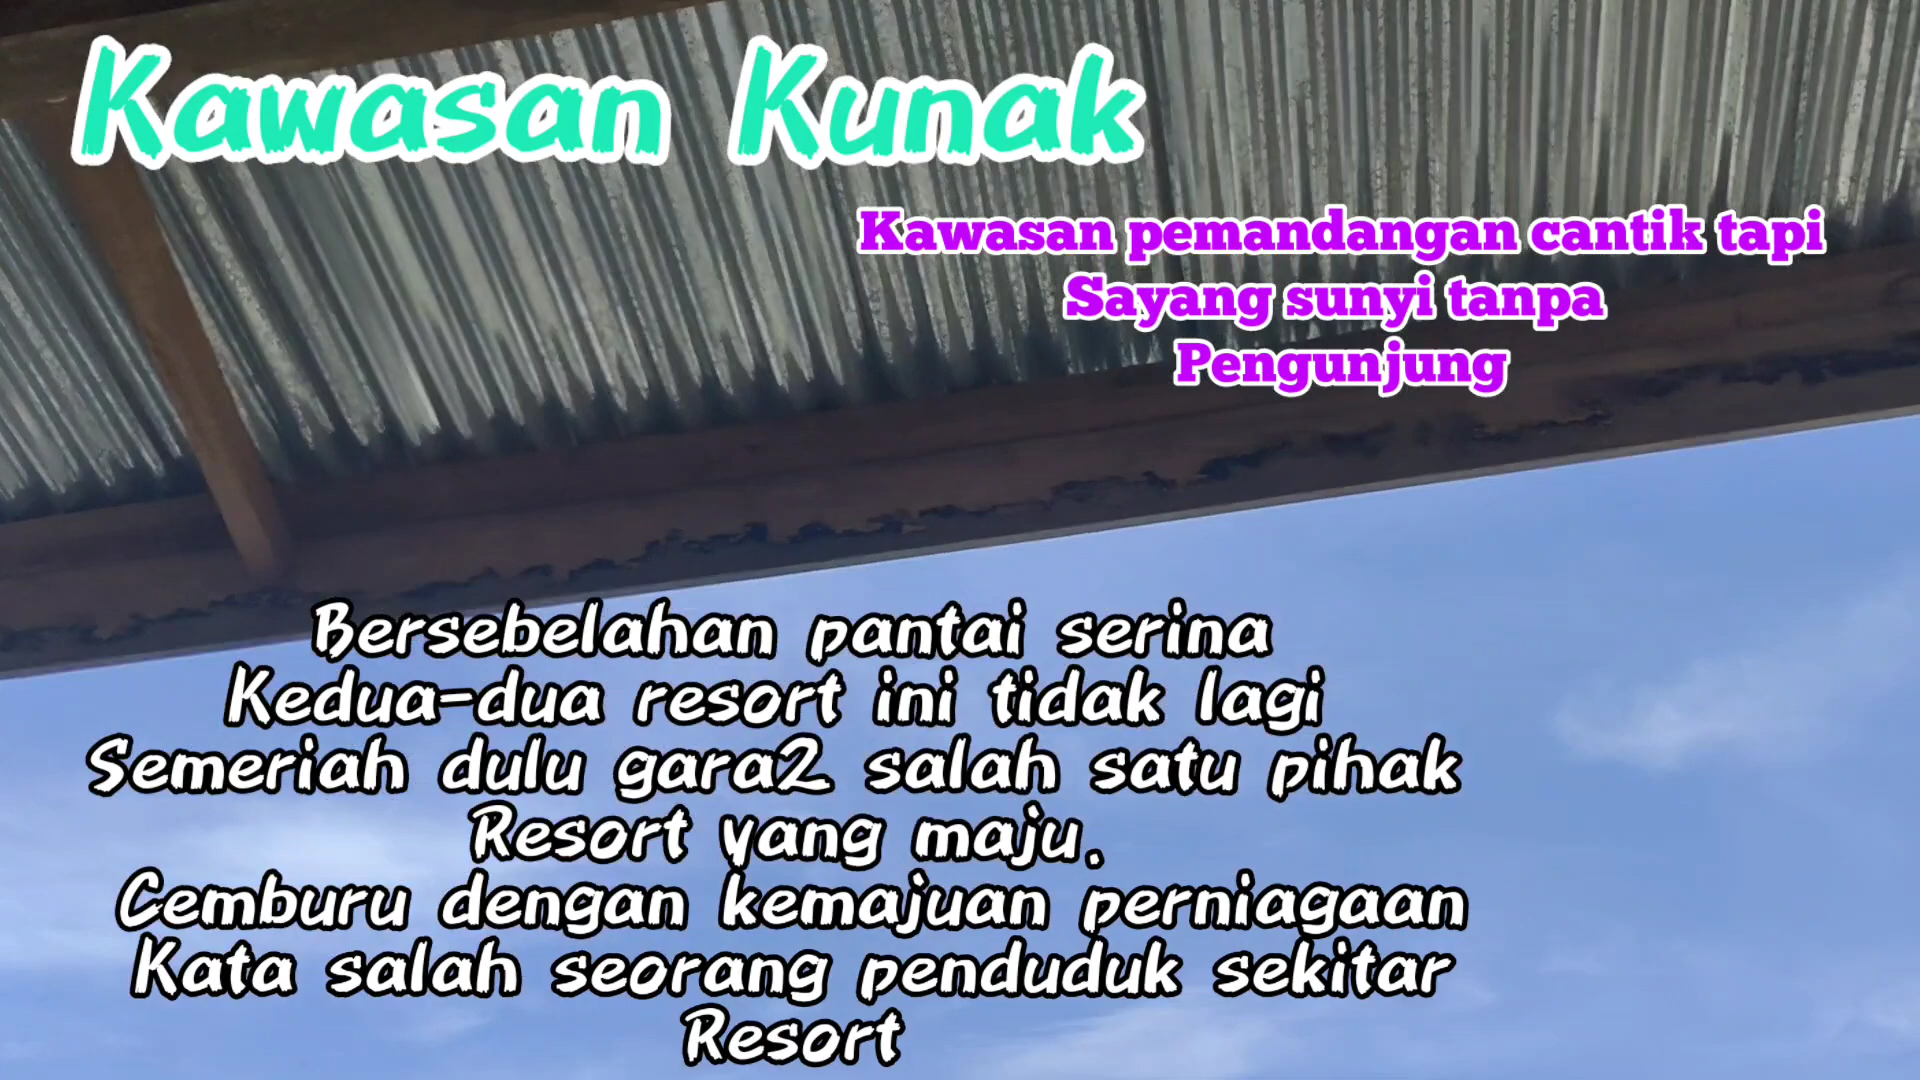 Kawasan Kunak
Kawasan pemandangan cantik tapi
Sayang sunyi tanpa
Pengunjung
Bersebelahan pantai serina
Kedua-dua resort ini tidak lagi
Semeriah dulu gara2 salah satu pihak
Resort yang maju.
Cemburu dengan kemajuan perniagaan
Kata salah seorang penduduk sekitar
Resort